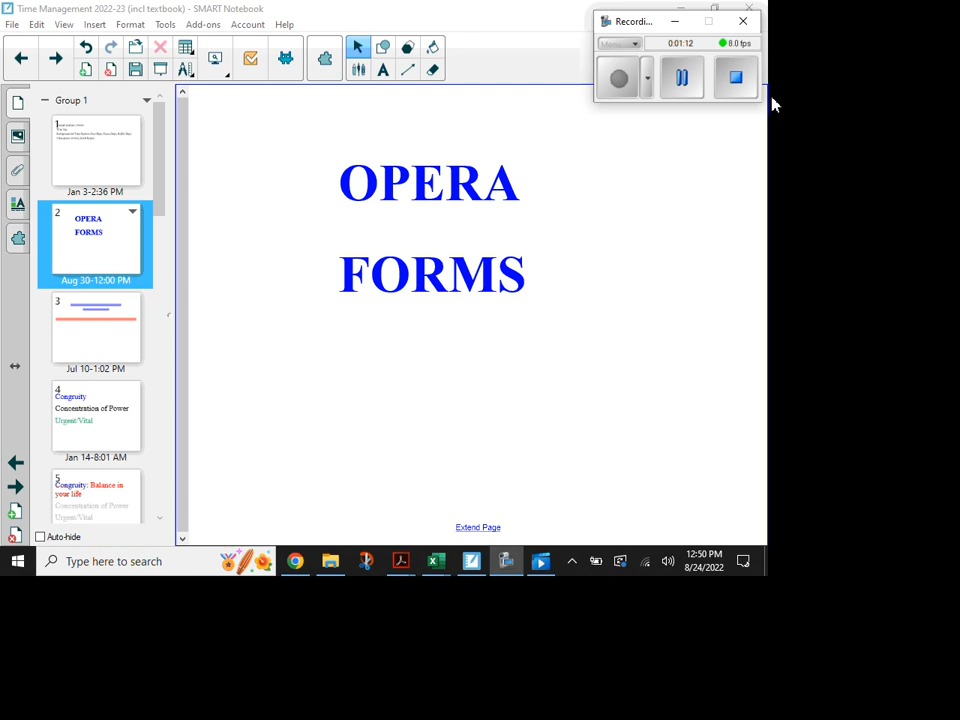 Time Management 2022-23 (incl textbook) - SMART Notebook
Recordi...
File Edit View Insert Format Tools Add-ons Account Help
Menu 0:01:12 8.0 fps
Group 1
1
Jan 3-2:36 PM
2
OPERA
FORMS
Aug 30-12:00 PM
3
Jul 10-1:02 PM
4
Congruity
Concentration of Power
Urgent/Vital
Jan 14-8:01 AM
5
Congruity: Balance in
your life
Concentration of Power
Urgent/Vital
Auto-hide
OPERA
FORMS
Extend Page
Type here to search
12:50 PM
8/24/2022